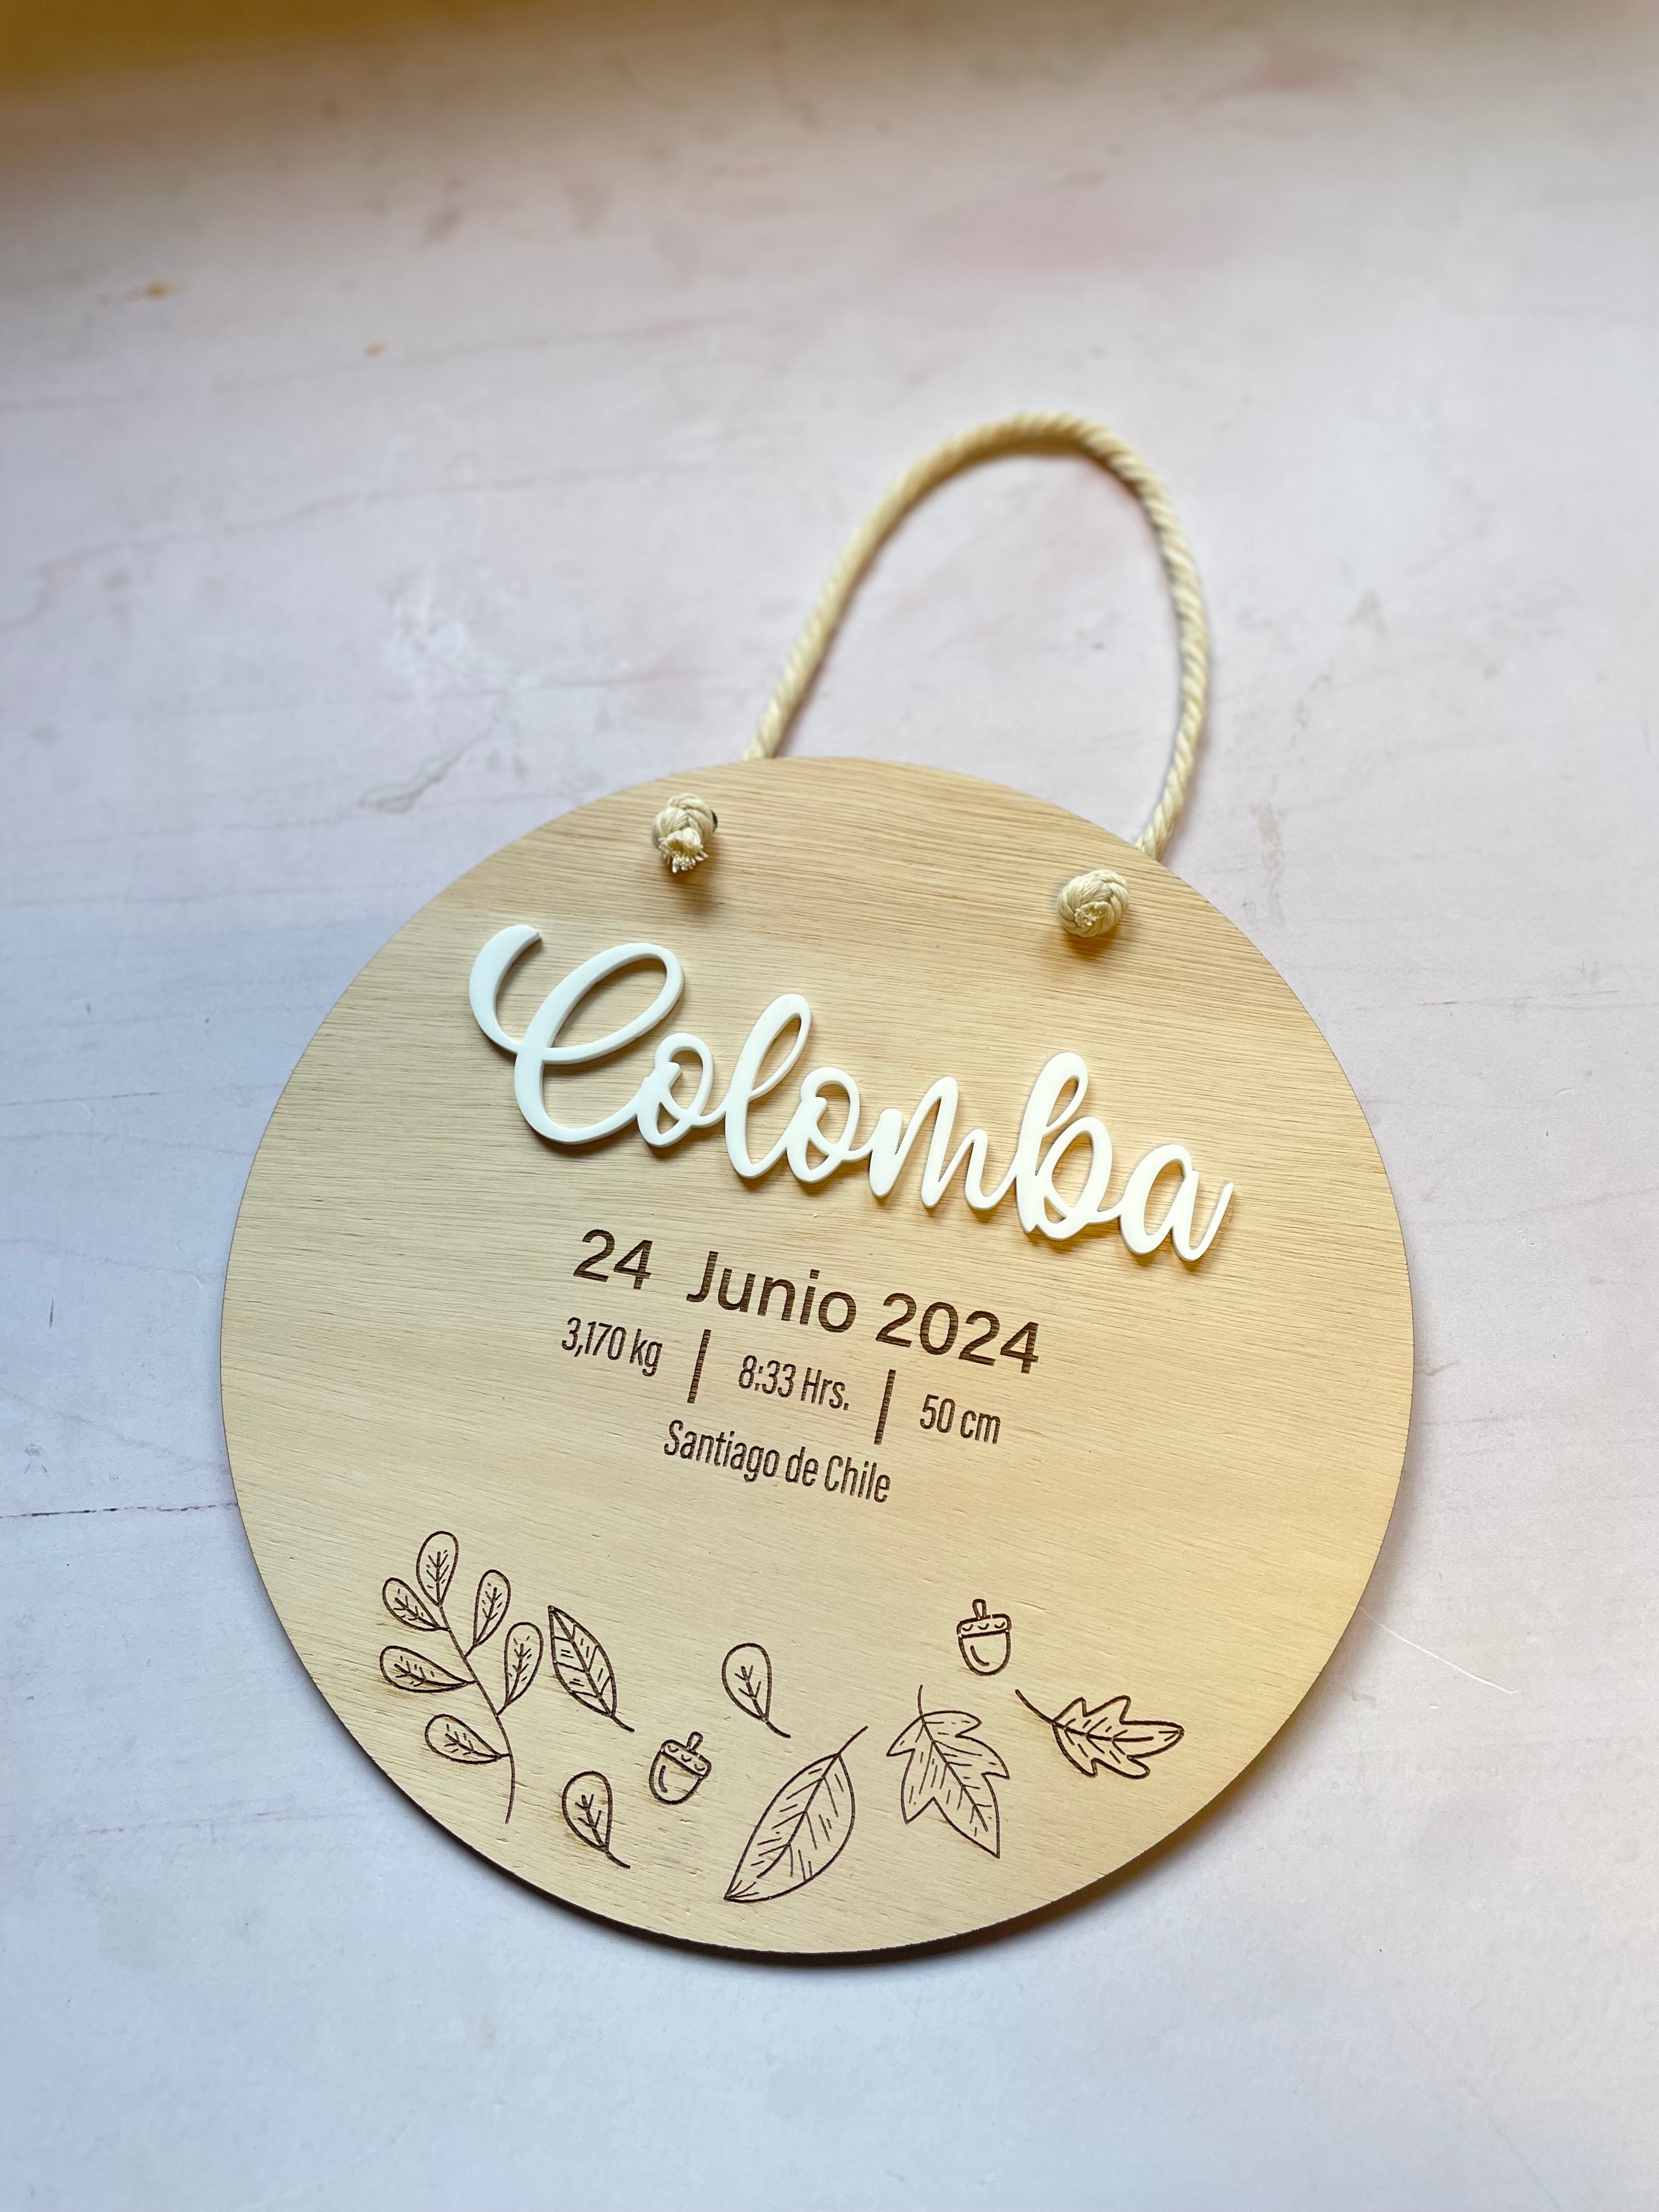 Colomba
24 Junio 2024
3,170 kg | 8:33 Hrs. | 50 cm
Santiago de Chile